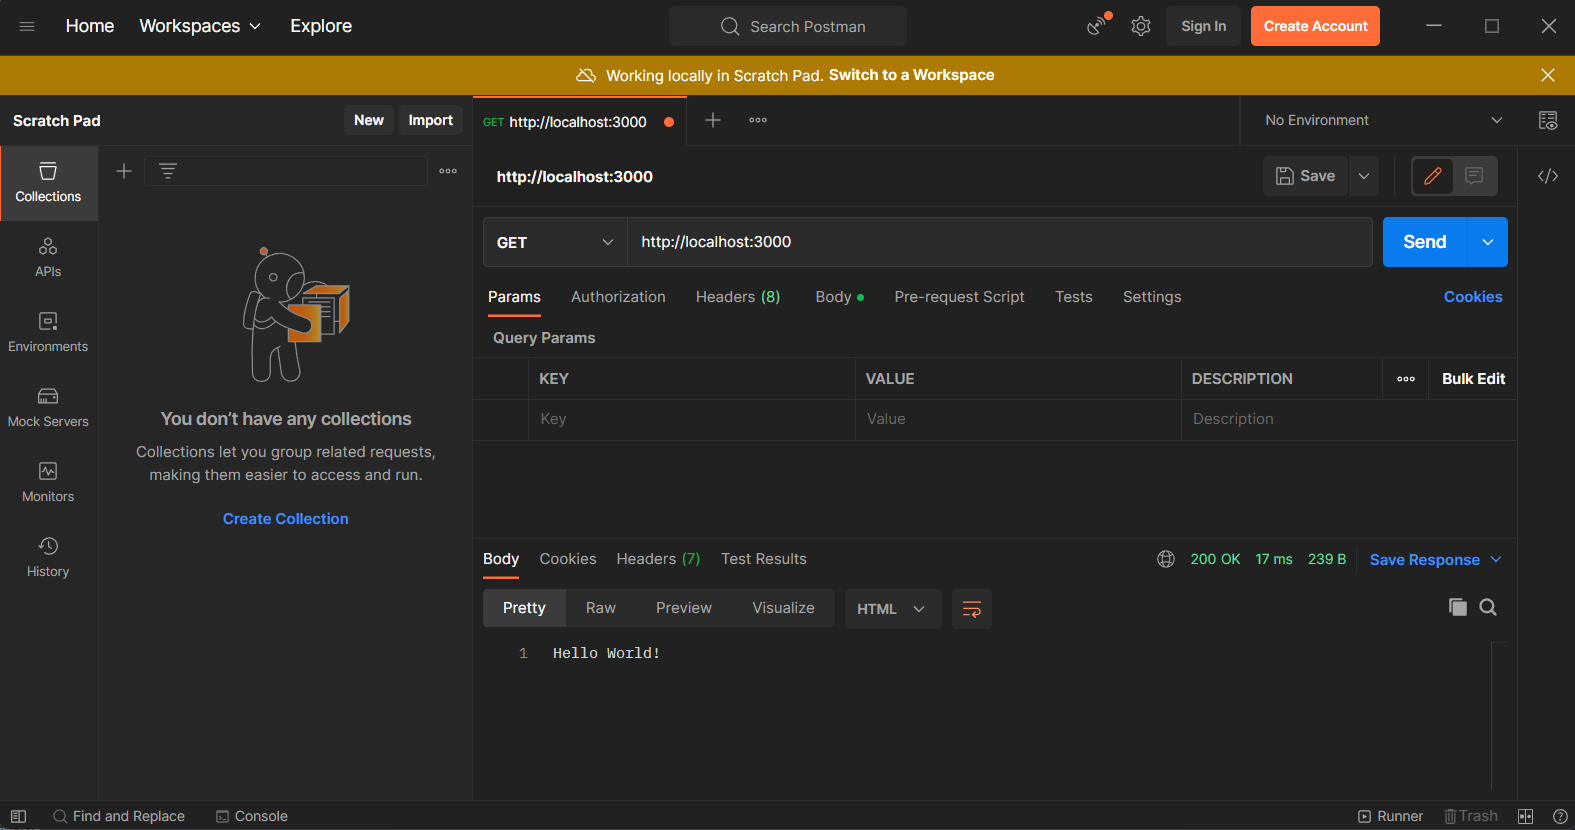 Home Workspaces Explore Search Postman Sign In Create Account
Working locally in Scratch Pad. Switch to a Workspace
Scratch Pad New Import GET http://localhost:3000 No Environment
Collections
APIs
Environments
Mock Servers
Monitors
History
You don't have any collections
Collections let you group related requests,
making them easier to access and run.
Create Collection
http://localhost:3000 Save
GET http://localhost:3000 Send
Params Authorization Headers (8) Body Pre-request Script Tests Settings Cookies
Query Params
KEY VALUE DESCRIPTION Bulk Edit
Key Value Description
Body Cookies Headers (7) Test Results 200 OK 17 ms 239 B Save Response
Pretty Raw Preview Visualize HTML
1 Hello World!
Find and Replace Console Runner Trash